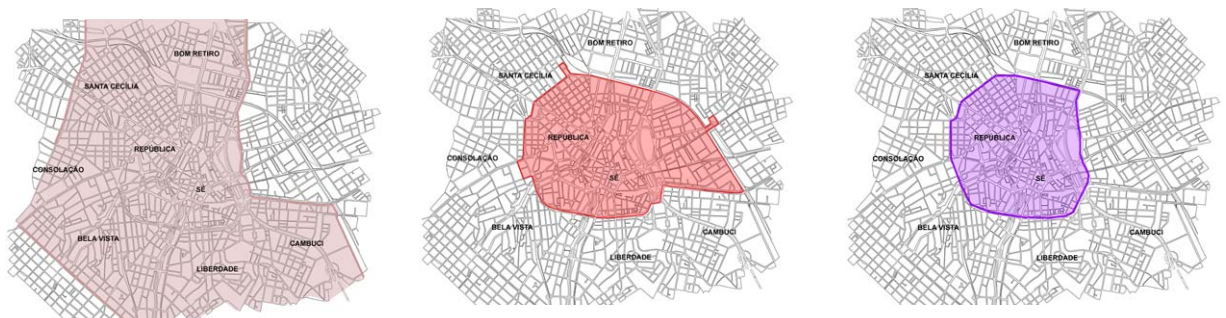 BOM RETIRO
SANTA CECÍLIA
REPÚBLICA
CONSOLAÇÃO
SÉ
BELA VISTA
CAMBUCI
LIBERDADE
BOM RETIRO
SANTA CECÍLIA
REPÚBLICA
CONSOLAÇÃO
SÉ
BELA VISTA
CAMBUCI
LIBERDADE
BOM RETIRO
SANTA CECÍLIA
REPÚBLICA
CONSOLAÇÃO
SÉ
BELA VISTA
CAMBUCI
LIBERDADE